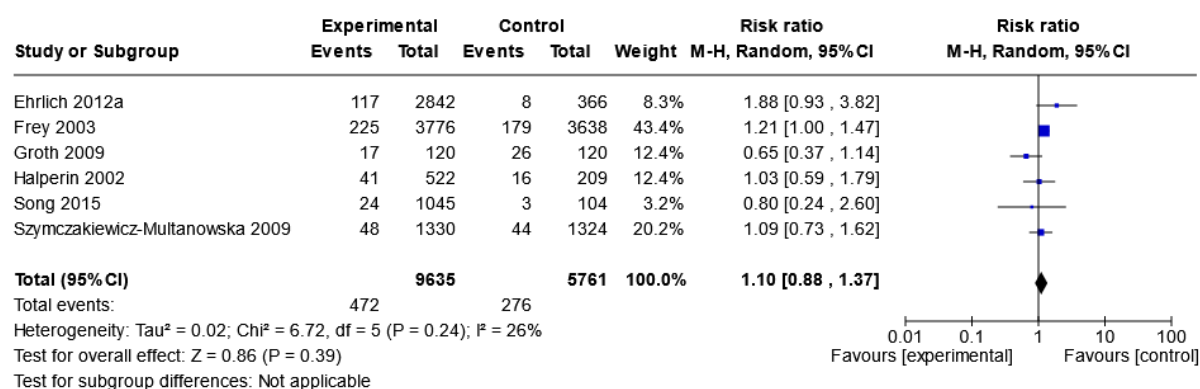 Experimental Control Risk ratio Risk ratio
Study or Subgroup Events Total Events Total Weight M-H, Random, 95% CI M-H, Random, 95% CI
Ehrlich 2012a 117 2842 8 366 8.3% 1.88 [0.93 , 3.82]
Frey 2003 225 3776 179 3638 43.4% 1.21 [1.00 , 1.47]
Groth 2009 17 120 26 120 12.4% 0.65 [0.37 , 1.14]
Halperin 2002 41 522 16 209 12.4% 1.03 [0.59 , 1.79]
Song 2015 24 1045 3 104 3.2% 0.80 [0.24 , 2.60]
Szymczakiewicz-Multanowska 2009 48 1330 44 1324 20.2% 1.09 [0.73 , 1.62]
Total (95% CI) 9635 5761 100.0% 1.10 [0.88 , 1.37]
Total events: 472 276
Heterogeneity: Tau² = 0.02; Chi² = 6.72, df = 5 (P = 0.24); I² = 26%
0.01 0.1 1 10 100
Test for overall effect: Z = 0.86 (P = 0.39)
Favours [experimental] Favours [control]
Test for subgroup differences: Not applicable